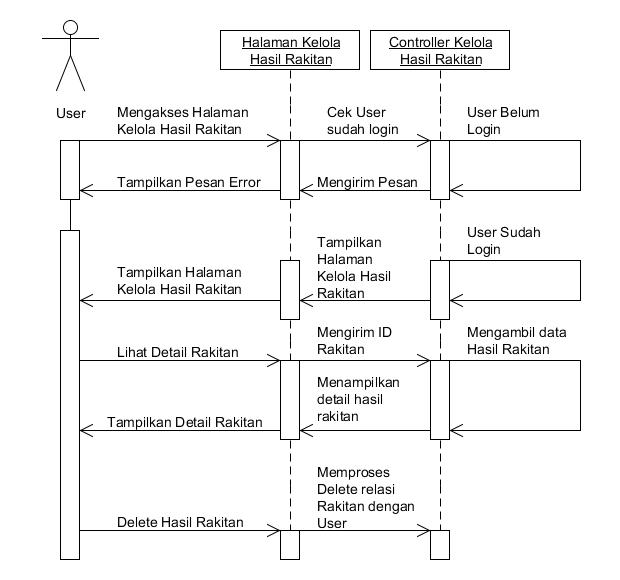 Halaman Kelola
Hasil Rakitan
Controller Kelola
Hasil Rakitan
User
Mengakses Halaman
Kelola Hasil Rakitan
Cek User
sudah login
User Belum
Login
Tampilkan Pesan Error
Mengirim Pesan
User Sudah
Login
Tampilkan
Halaman
Kelola Hasil
Rakitan
Tampilkan Halaman
Kelola Hasil Rakitan
Mengirim ID
Rakitan
Mengambil data
Hasil Rakitan
Lihat Detail Rakitan
Menampilkan
detail hasil
rakitan
Tampilkan Detail Rakitan
Memproses
Delete relasi
Rakitan dengan
User
Delete Hasil Rakitan